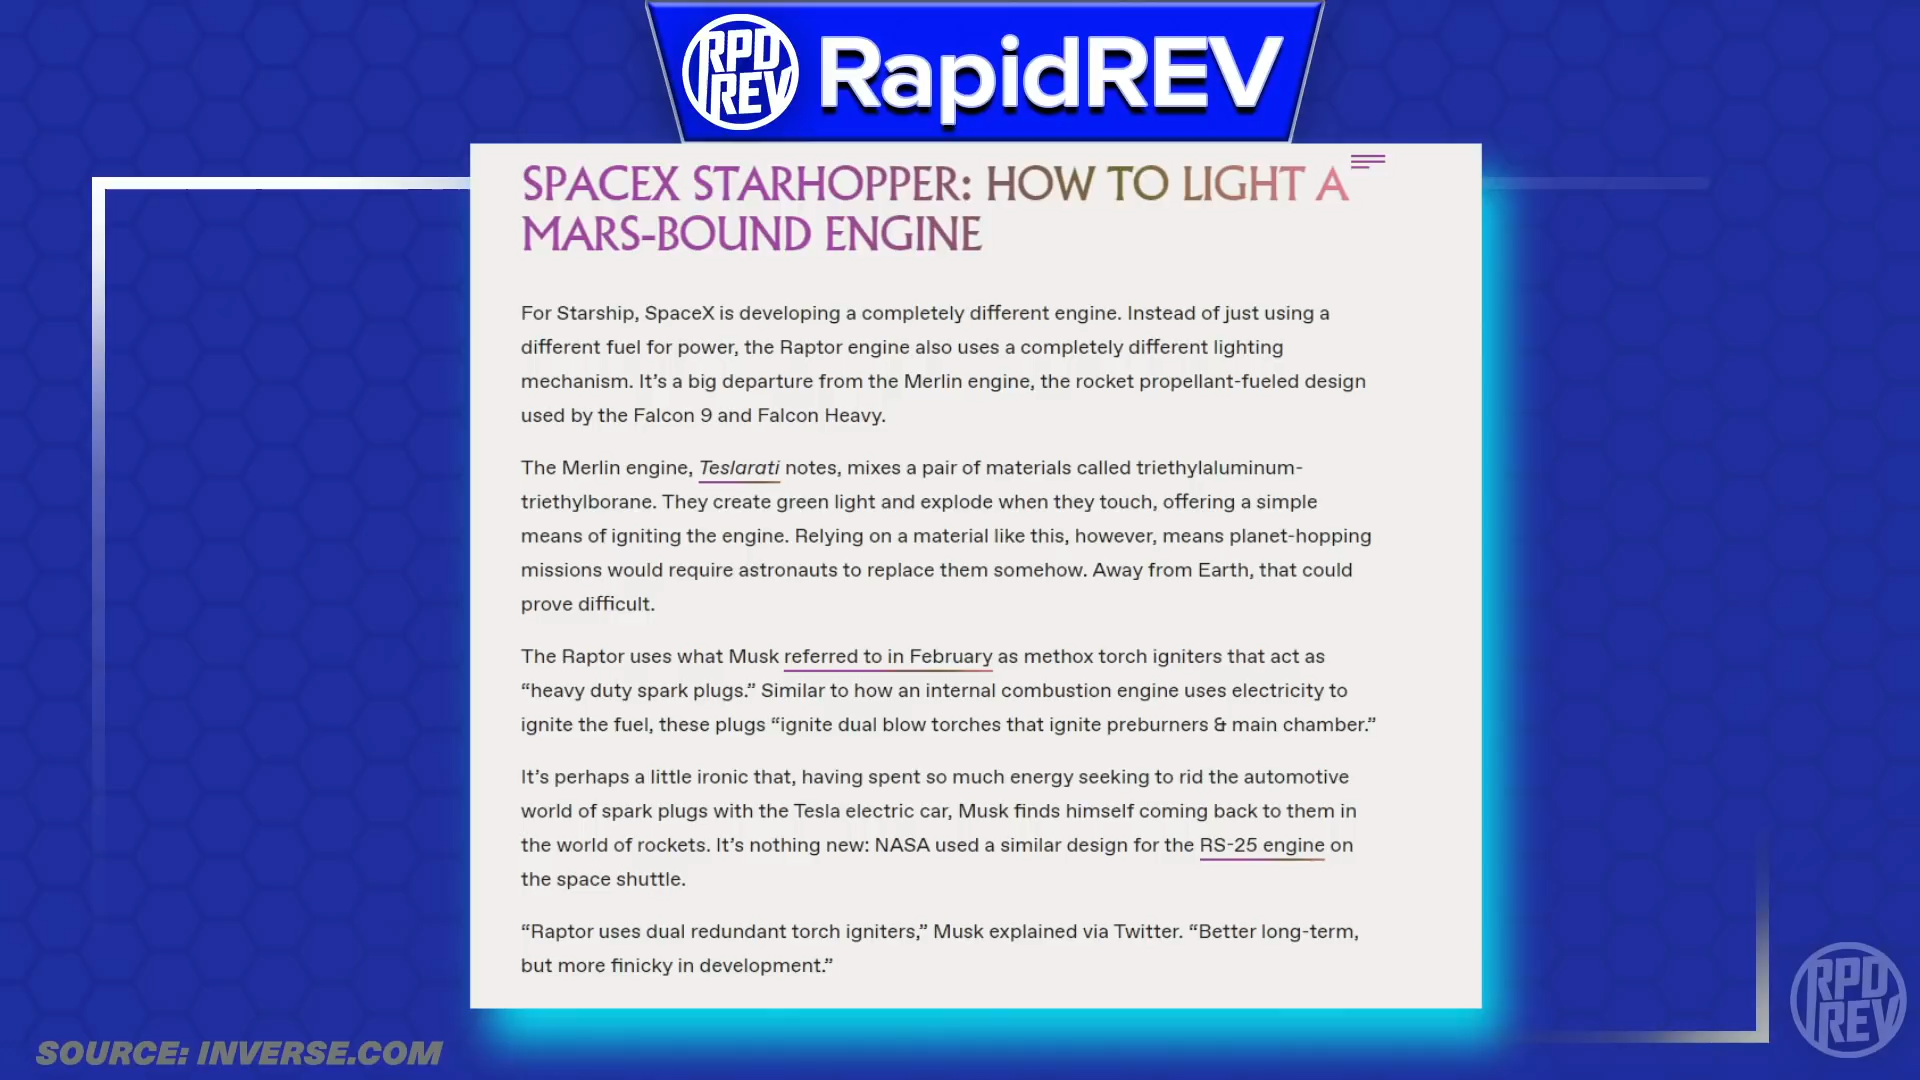 RPD
REV
RapidREV
SPACEX STARHOPPER: HOW TO LIGHT A
MARS-BOUND ENGINE
For Starship, SpaceX is developing a completely different engine. Instead of just using a
different fuel for power, the Raptor engine also uses a completely different lighting
mechanism. It’s a big departure from the Merlin engine, the rocket propellant-fueled design
used by the Falcon 9 and Falcon Heavy.
The Merlin engine, Teslarati notes, mixes a pair of materials called triethylaluminum-
triethylborane. They create green light and explode when they touch, offering a simple
means of igniting the engine. Relying on a material like this, however, means planet-hopping
missions would require astronauts to replace them somehow. Away from Earth, that could
prove difficult.
The Raptor uses what Musk referred to in February as methox torch igniters that act as
“heavy duty spark plugs.” Similar to how an internal combustion engine uses electricity to
ignite the fuel, these plugs “ignite dual blow torches that ignite preburners & main chamber.”
It’s perhaps a little ironic that, having spent so much energy seeking to rid the automotive
world of spark plugs with the Tesla electric car, Musk finds himself coming back to them in
the world of rockets. It’s nothing new: NASA used a similar design for the RS-25 engine on
the space shuttle.
“Raptor uses dual redundant torch igniters,” Musk explained via Twitter. “Better long-term,
but more finicky in development.”
SOURCE: INVERSE.COM
RPD
REV